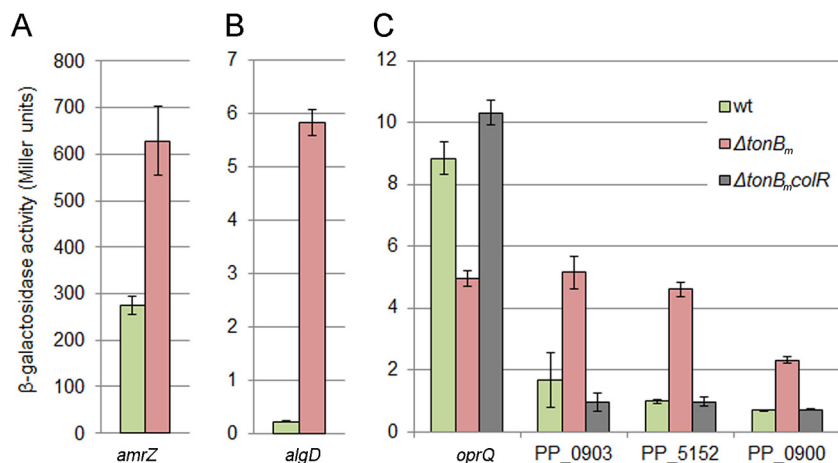 A
B
C
β-galactosidase activity (Miller units)
800
700
600
500
400
300
200
100
0
amrZ
7
6
5
4
3
2
1
0
algD
12
10
8
6
4
2
0
wt
ΔtonBm
ΔtonBmcolR
oprQ PP_0903 PP_5152 PP_0900